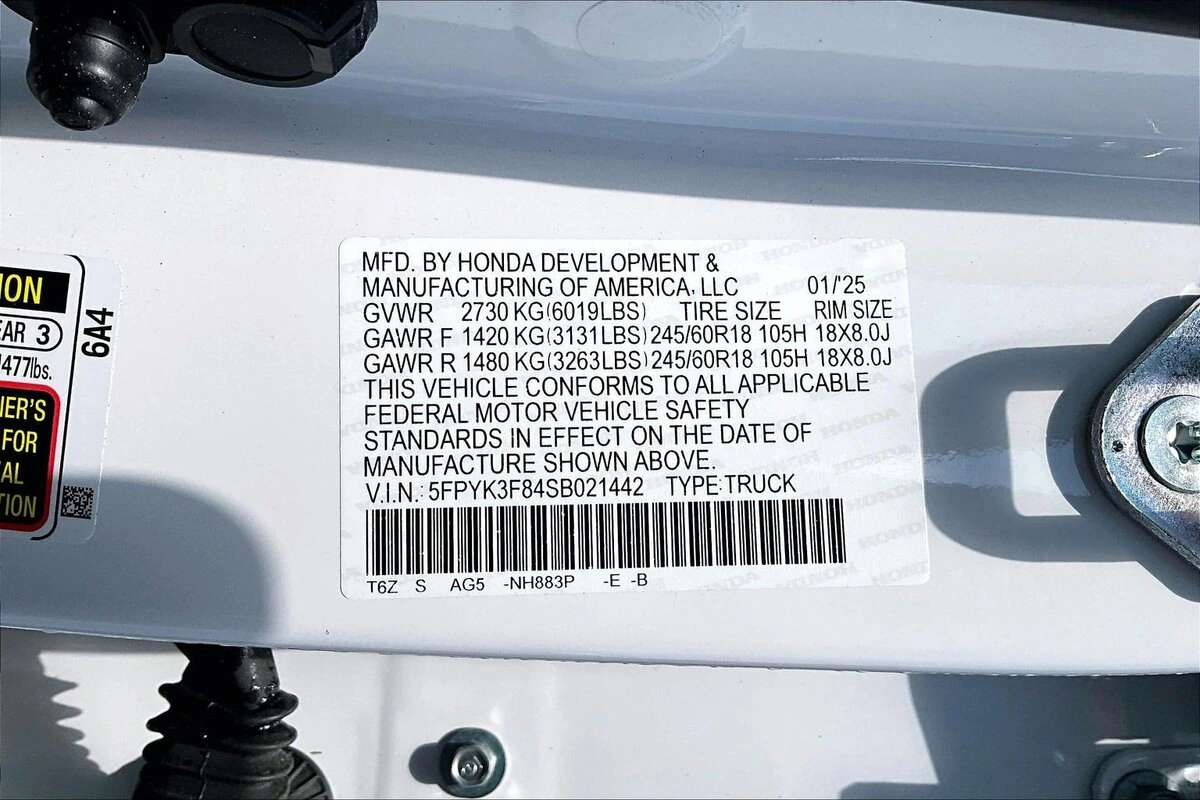 ION
EAR 3
477lbs.
NER'S
FOR
AL
TION
6A4
MFD. BY HONDA DEVELOPMENT &
MANUFACTURING OF AMERICA, LLC 01/'25
GVWR 2730 KG(6019LBS) TIRE SIZE RIM SIZE
GAWR F 1420 KG(3131LBS) 245/60R18 105H 18X8.0J
GAWR R 1480 KG(3263LBS) 245/60R18 105H 18X8.0J
THIS VEHICLE CONFORMS TO ALL APPLICABLE
FEDERAL MOTOR VEHICLE SAFETY
STANDARDS IN EFFECT ON THE DATE OF
MANUFACTURE SHOWN ABOVE.
V.I.N.: 5FPYK3F84SB021442 TYPE:TRUCK
T6Z S AG5 -NH883P -E -B